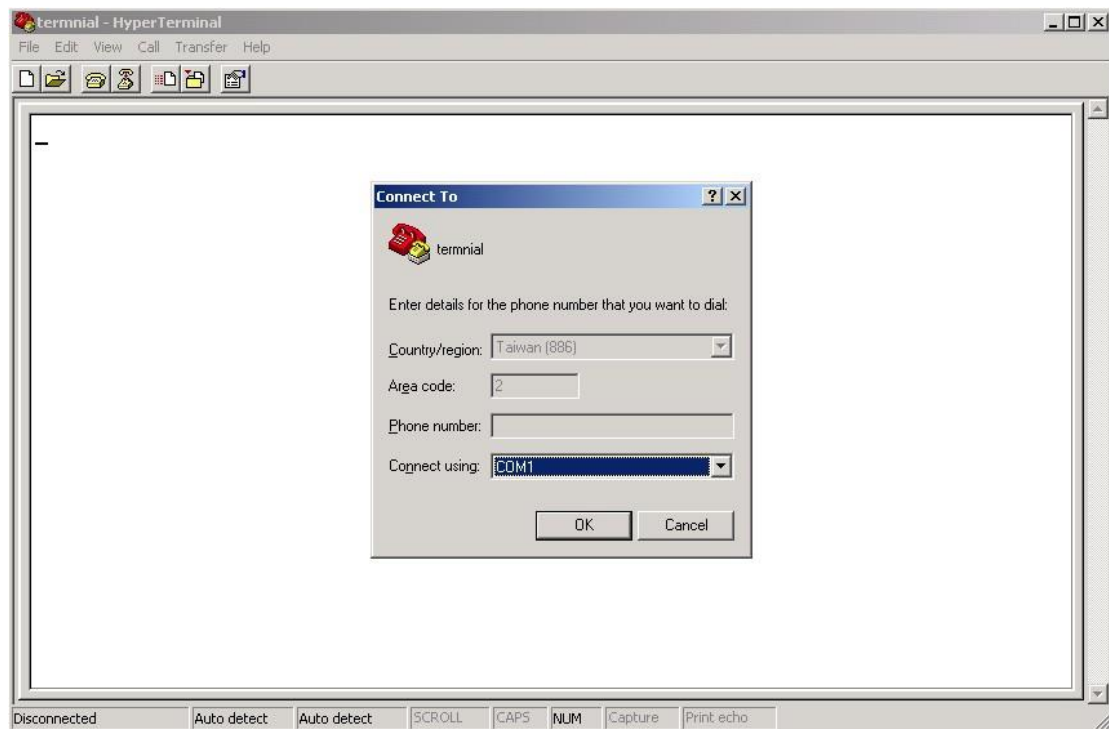 termnial - HyperTerminal
File Edit View Call Transfer Help
Connect To
termnial
Enter details for the phone number that you want to dial:
Country/region: Taiwan (886)
Area code: 2
Phone number:
Connect using: COM1
OK Cancel
Disconnected Auto detect Auto detect SCROLL CAPS NUM Capture Print echo